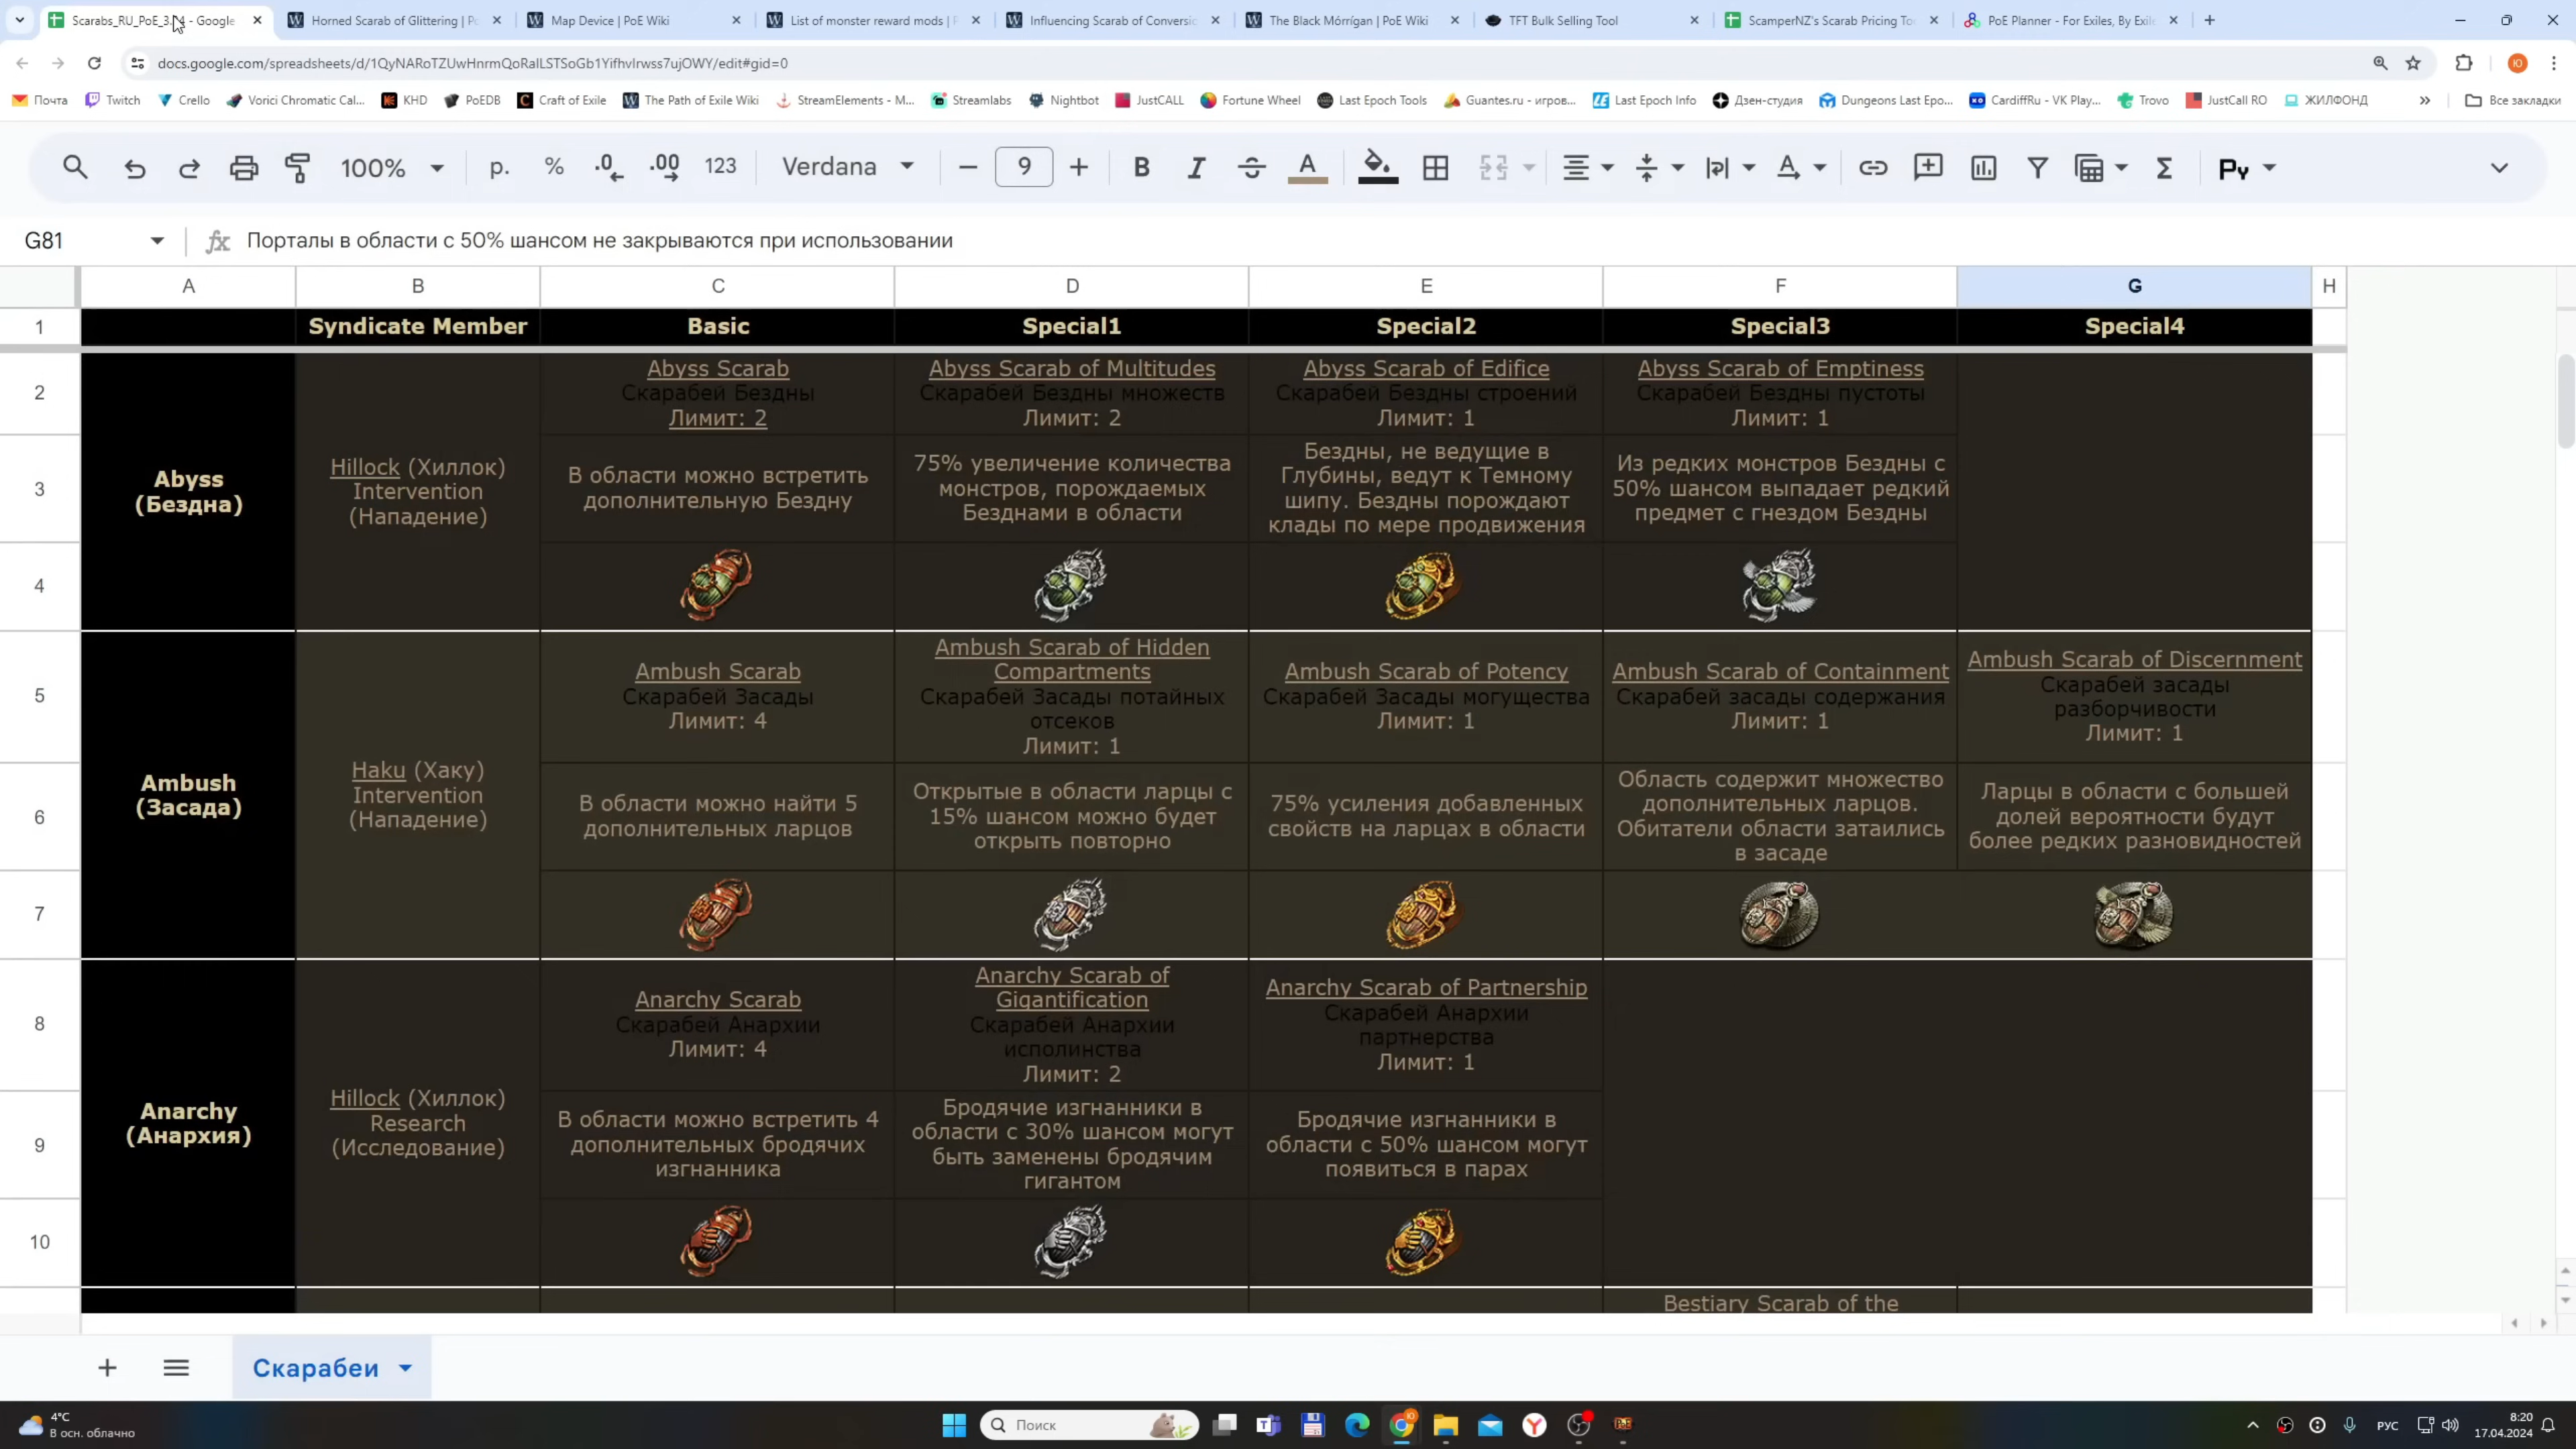 Scarabs_RU_PoE_3. - Google
Horned Scarab of Glittering |
Map Device | PoE Wiki
List of monster reward mods |
Influencing Scarab of Conversi
The Black Mórrígan | PoE Wiki
TFT Bulk Selling Tool
ScamperNZ's Scarab Pricing To
PoE Planner - For Exiles, By Exil
docs.google.com/spreadsheets/d/1QyNARoTZUwHnrmQoRaILSTSoGb1YifhvIrwss7ujOWY/edit#gid=0
Ю
Почта
Twitch
Crello
Vorici Chromatic Cal...
KHD
PoEDB
Craft of Exile
The Path of Exile Wiki
StreamElements - M...
Streamlabs
Nightbot
JustCALL
Fortune Wheel
Last Epoch Tools
Guantes.ru - игров...
Last Epoch Info
Дзен-студия
Dungeons Last Epo...
CardiffRu - VK Play...
Trovo
JustCall RO
ЖИЛФОНД
Все закладки
100% р. % .0 .00 123 Verdana 9
G81 Порталы в области с 50% шансом не закрываются при использовании
A B C D E F G H
1 Syndicate Member Basic Special1 Special2 Special3 Special4
2
3
4
Abyss
(Бездна)
Hillock (Хиллок)
Intervention
(Нападение)
Abyss Scarab
Скарабей Бездны
Лимит: 2
Abyss Scarab of Multitudes
Скарабей Бездны множеств
Лимит: 2
Abyss Scarab of Edifice
Скарабей Бездны строений
Лимит: 1
Abyss Scarab of Emptiness
Скарабей Бездны пустоты
Лимит: 1
В области можно встретить
дополнительную Бездну
75% увеличение количества
монстров, порождаемых
Безднами в области
Бездны, не ведущие в
Глубины, ведут к Темному
шипу. Бездны порождают
клады по мере продвижения
Из редких монстров Бездны с
50% шансом выпадает редкий
предмет с гнездом Бездны
5
6
7
Ambush
(Засада)
Haku (Хаку)
Intervention
(Нападение)
Ambush Scarab
Скарабей Засады
Лимит: 4
Ambush Scarab of Hidden
Compartments
Скарабей Засады потайных
отсеков
Лимит: 1
Ambush Scarab of Potency
Скарабей Засады могущества
Лимит: 1
Ambush Scarab of Containment
Скарабей засады содержания
Лимит: 1
Ambush Scarab of Discernment
Скарабей засады
разборчивости
Лимит: 1
В области можно найти 5
дополнительных ларцов
Открытые в области ларцы с
15% шансом можно будет
открыть повторно
75% усиления добавленных
свойств на ларцах в области
Область содержит множество
дополнительных ларцов.
Обитатели области затаились
в засаде
Ларцы в области с большей
долей вероятности будут
более редких разновидностей
8
9
10
Anarchy
(Анархия)
Hillock (Хиллок)
Research
(Исследование)
Anarchy Scarab
Скарабей Анархии
Лимит: 4
Anarchy Scarab of
Gigantification
Скарабей Анархии
исполинства
Лимит: 2
Anarchy Scarab of Partnership
Скарабей Анархии
партнерства
Лимит: 1
В области можно встретить 4
дополнительных бродячих
изгнанника
Бродячие изгнанники в
области с 30% шансом могут
быть заменены бродячим
гигантом
Бродячие изгнанники в
области с 50% шансом могут
появиться в парах
Bestiary Scarab of the
Скарабеи
4°C
В осн. облачно
Поиск
РУС
8:20
17.04.2024